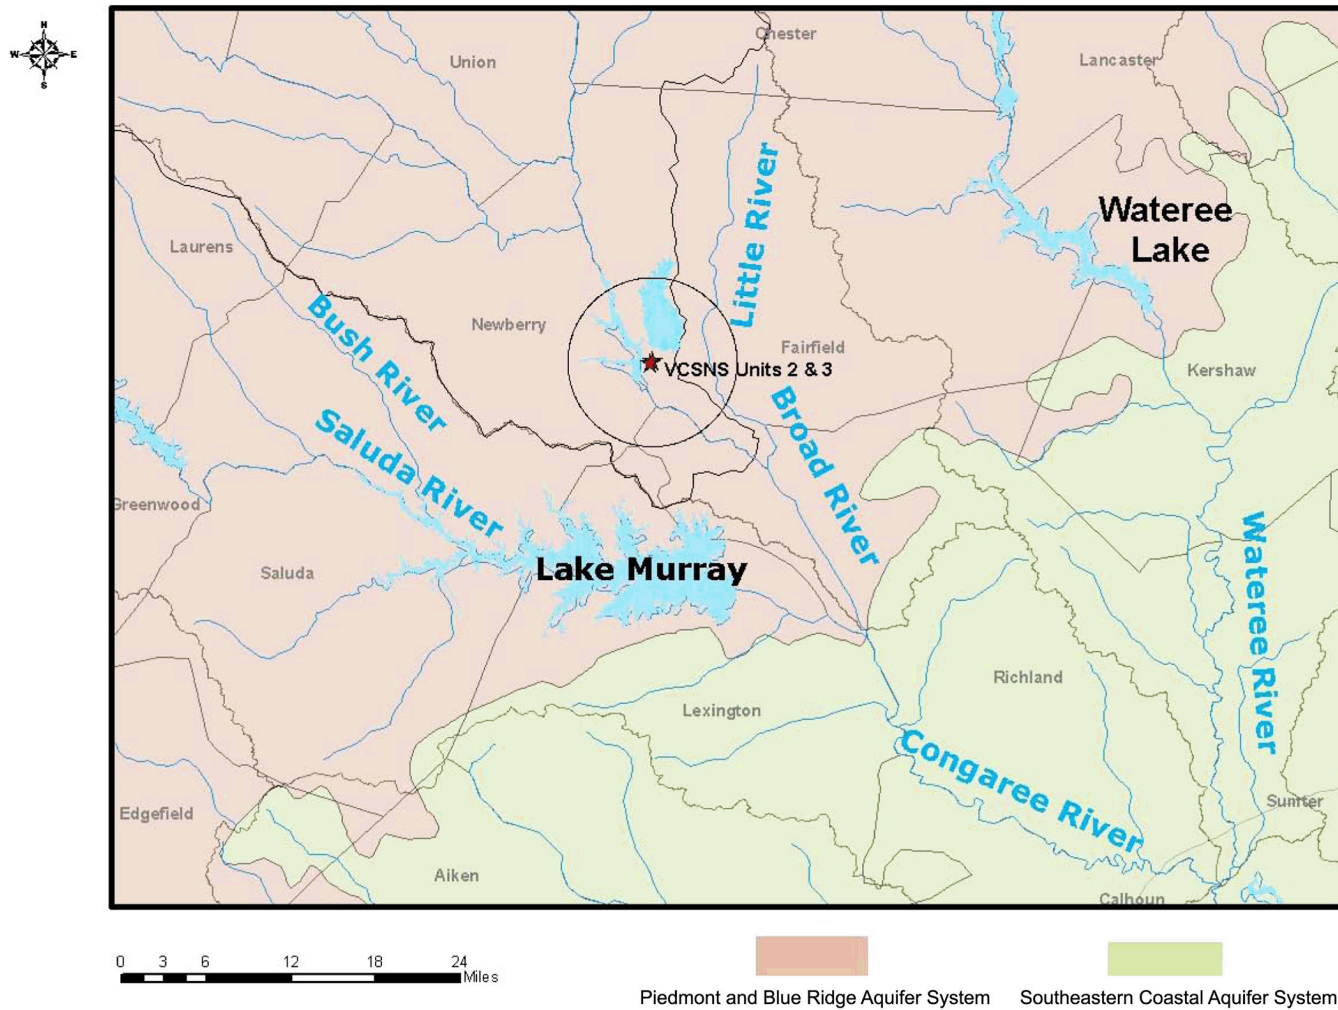 N
W E
S
Chester
Union
Lancaster
Little River
Wateree
Lake
Laurens
Bush River
Newberry
Fairfield
VCSNS Units 2 & 3
Kershaw
Saluda River
Broad River
Greenwood
Wateree River
Saluda
Lake Murray
Richland
Lexington
Congaree River
Edgefield
Sumter
Aiken
Calhoun
0 3 6 12 18 24
Miles
Piedmont and Blue Ridge Aquifer System Southeastern Coastal Aquifer System